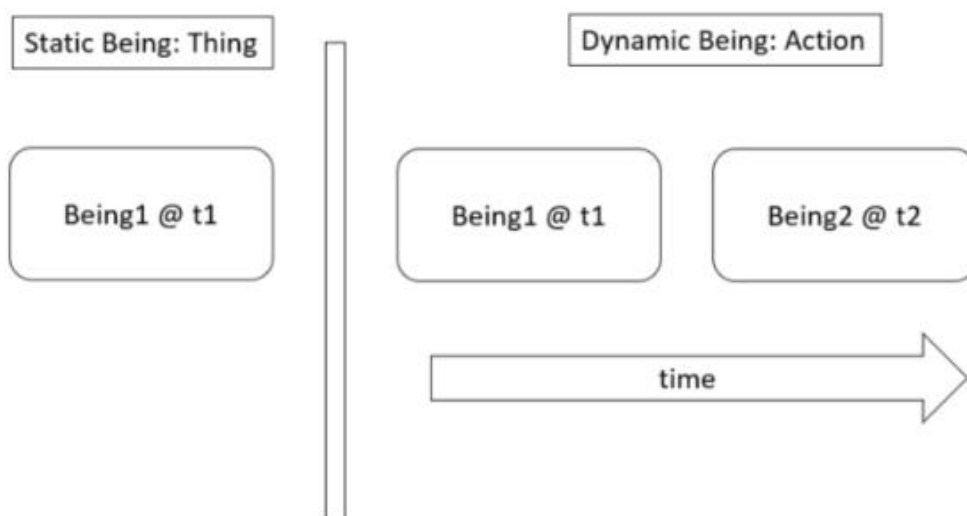 Static Being: Thing
Dynamic Being: Action
Being1 @ t1
Being1 @ t1
Being2 @ t2
time